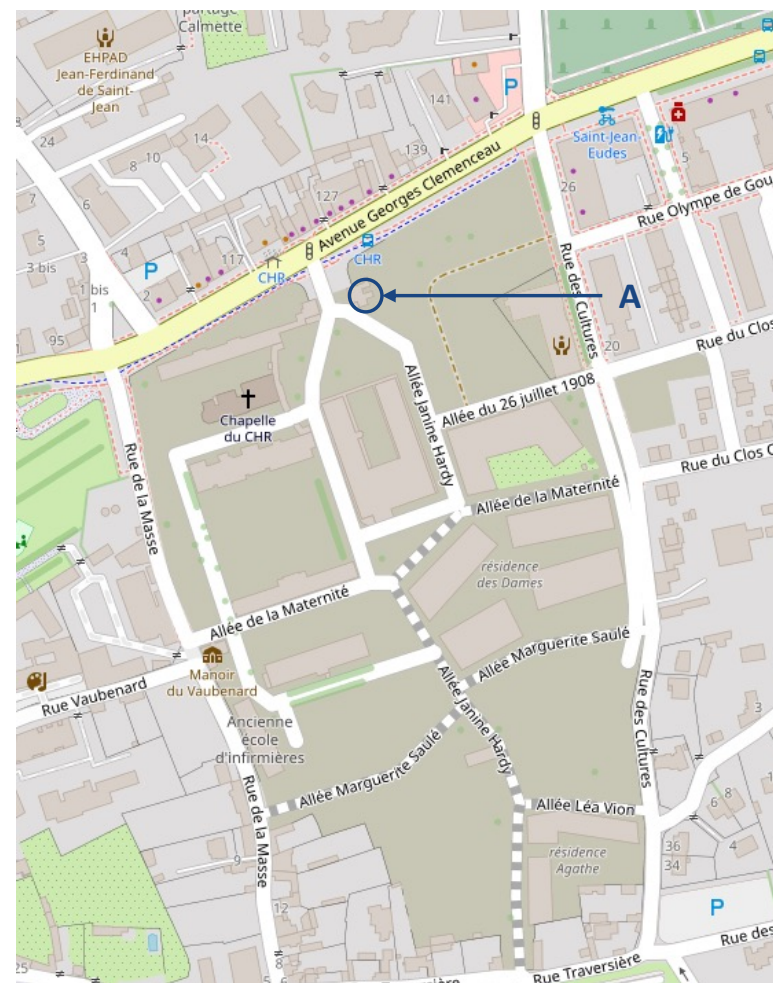 partagé
Calmette
EHPAD
Jean-Ferdinand
de Saint-
Jean
P
141
139
24
14
10
8
6
7
5
3
3 bis
4
2
1 bis
1
P
127
117
95
Avenue Georges Clemenceau
CHR
CHR
Saint-Jean-
Eudes
5
26
Rue Olympe de Gou
A
Rue des Cultures
20
Rue du Clos
Chapelle
du CHR
Allée Janine Hardy
Allée du 26 juillet 1908
Rue du Clos C
Rue de la Masse
Allée de la Maternité
résidence
des Dames
Allée de la Maternité
Manoir
du Vaubenard
Rue Vaubenard
Allée Marguerite Saulé
Ancienne
école
d'infirmières
Allée Janine Hardy
Rue des Cultures
3
Allée Marguerite Saulé
Rue de la Masse
Allée Léa Vion
8
6
9
résidence
Agathe
36
34
4
12
P
8
25
Rue des
Rue Traversière
sière